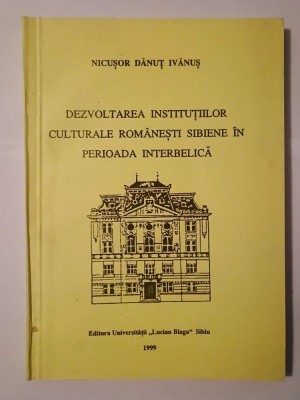 NICUȘOR DĂNUȚ IVĂNUȘ
DEZVOLTAREA INSTITUȚIILOR
CULTURALE ROMÂNEȘTI SIBIENE ÎN
PERIOADA INTERBELICĂ
Editura Universității „Lucian Blaga" Sibiu
1999